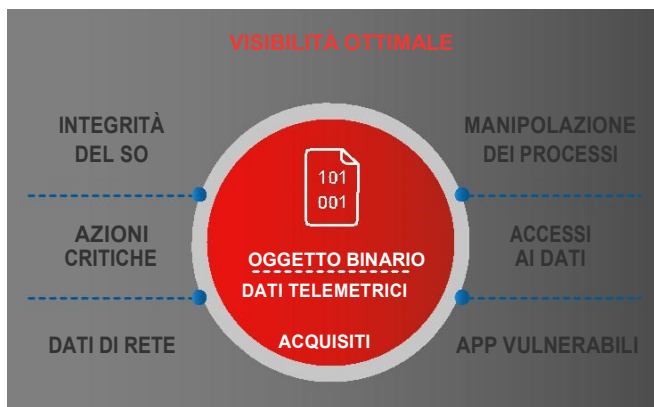 VISIBILITÀ OTTIMALE
INTEGRITÀ
DEL SO
AZIONI
CRITICHE
DATI DI RETE
101
001
OGGETTO BINARIO
DATI TELEMETRICI
ACQUISITI
MANIPOLAZIONE
DEI PROCESSI
ACCESSI
AI DATI
APP VULNERABILI